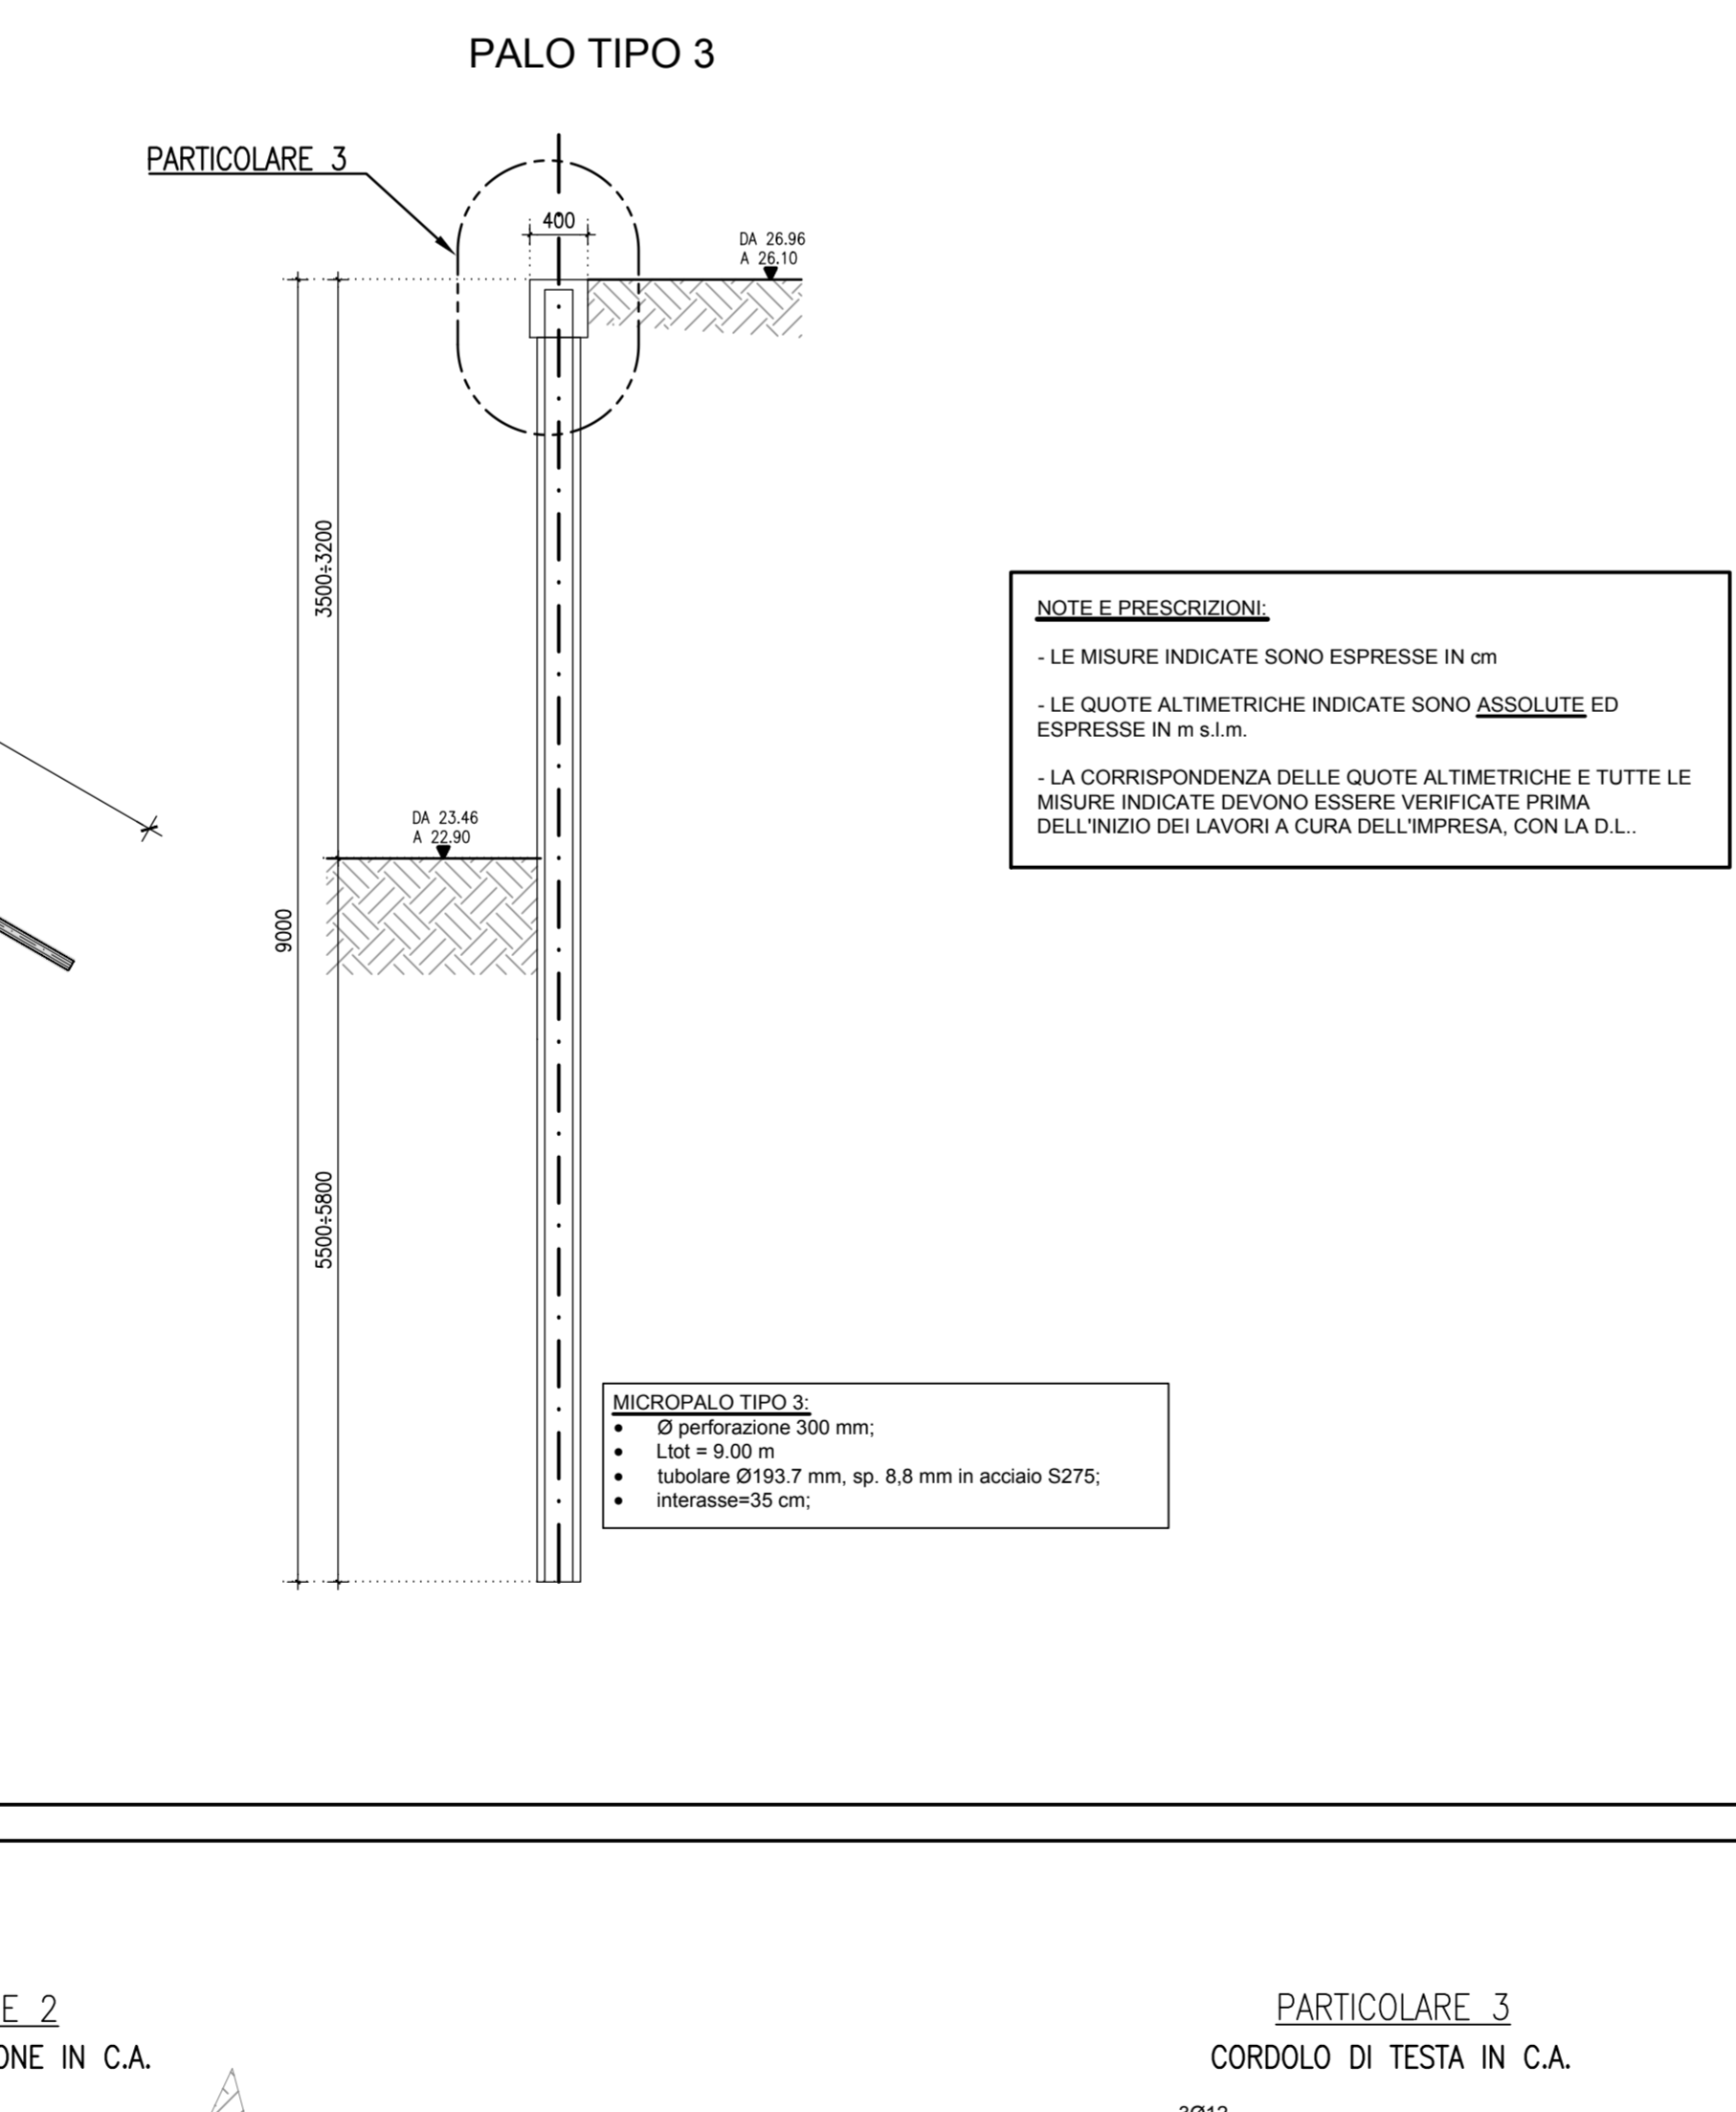 PALO TIPO 3
PARTICOLARE 3
400
DA 26.96
A 26.10
3500÷3200
NOTE E PRESCRIZIONI:
- LE MISURE INDICATE SONO ESPRESSE IN cm
- LE QUOTE ALTIMETRICHE INDICATE SONO ASSOLUTE ED
ESPRESSE IN m s.l.m.
- LA CORRISPONDENZA DELLE QUOTE ALTIMETRICHE E TUTTE LE
MISURE INDICATE DEVONO ESSERE VERIFICATE PRIMA
DELL'INIZIO DEI LAVORI A CURA DELL'IMPRESA, CON LA D.L..
DA 23.46
A 22.90
9000
5500÷5800
MICROPALO TIPO 3:
• Ø perforazione 300 mm;
• Ltot = 9.00 m
• tubolare Ø193.7 mm, sp. 8,8 mm in acciaio S275;
• interasse=35 cm;
E 2
ONE IN C.A.
PARTICOLARE 3
CORDOLO DI TESTA IN C.A.
3Ø12